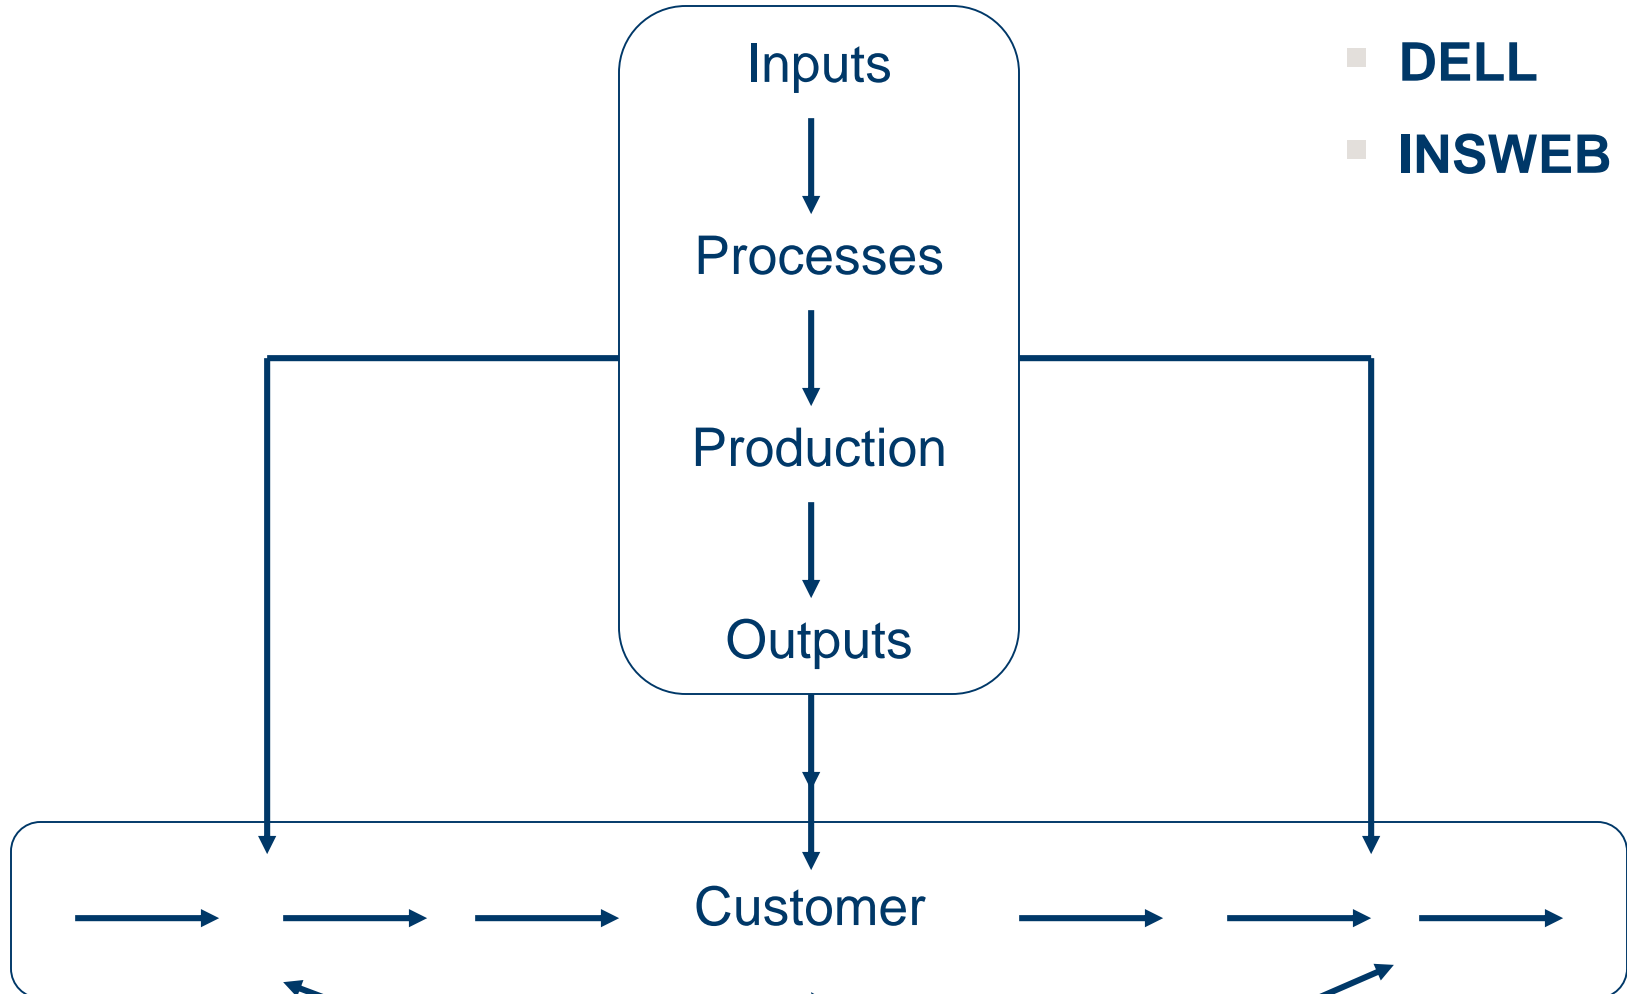 Inputs
DELL
INSWEB
Processes
Production
Outputs
Customer